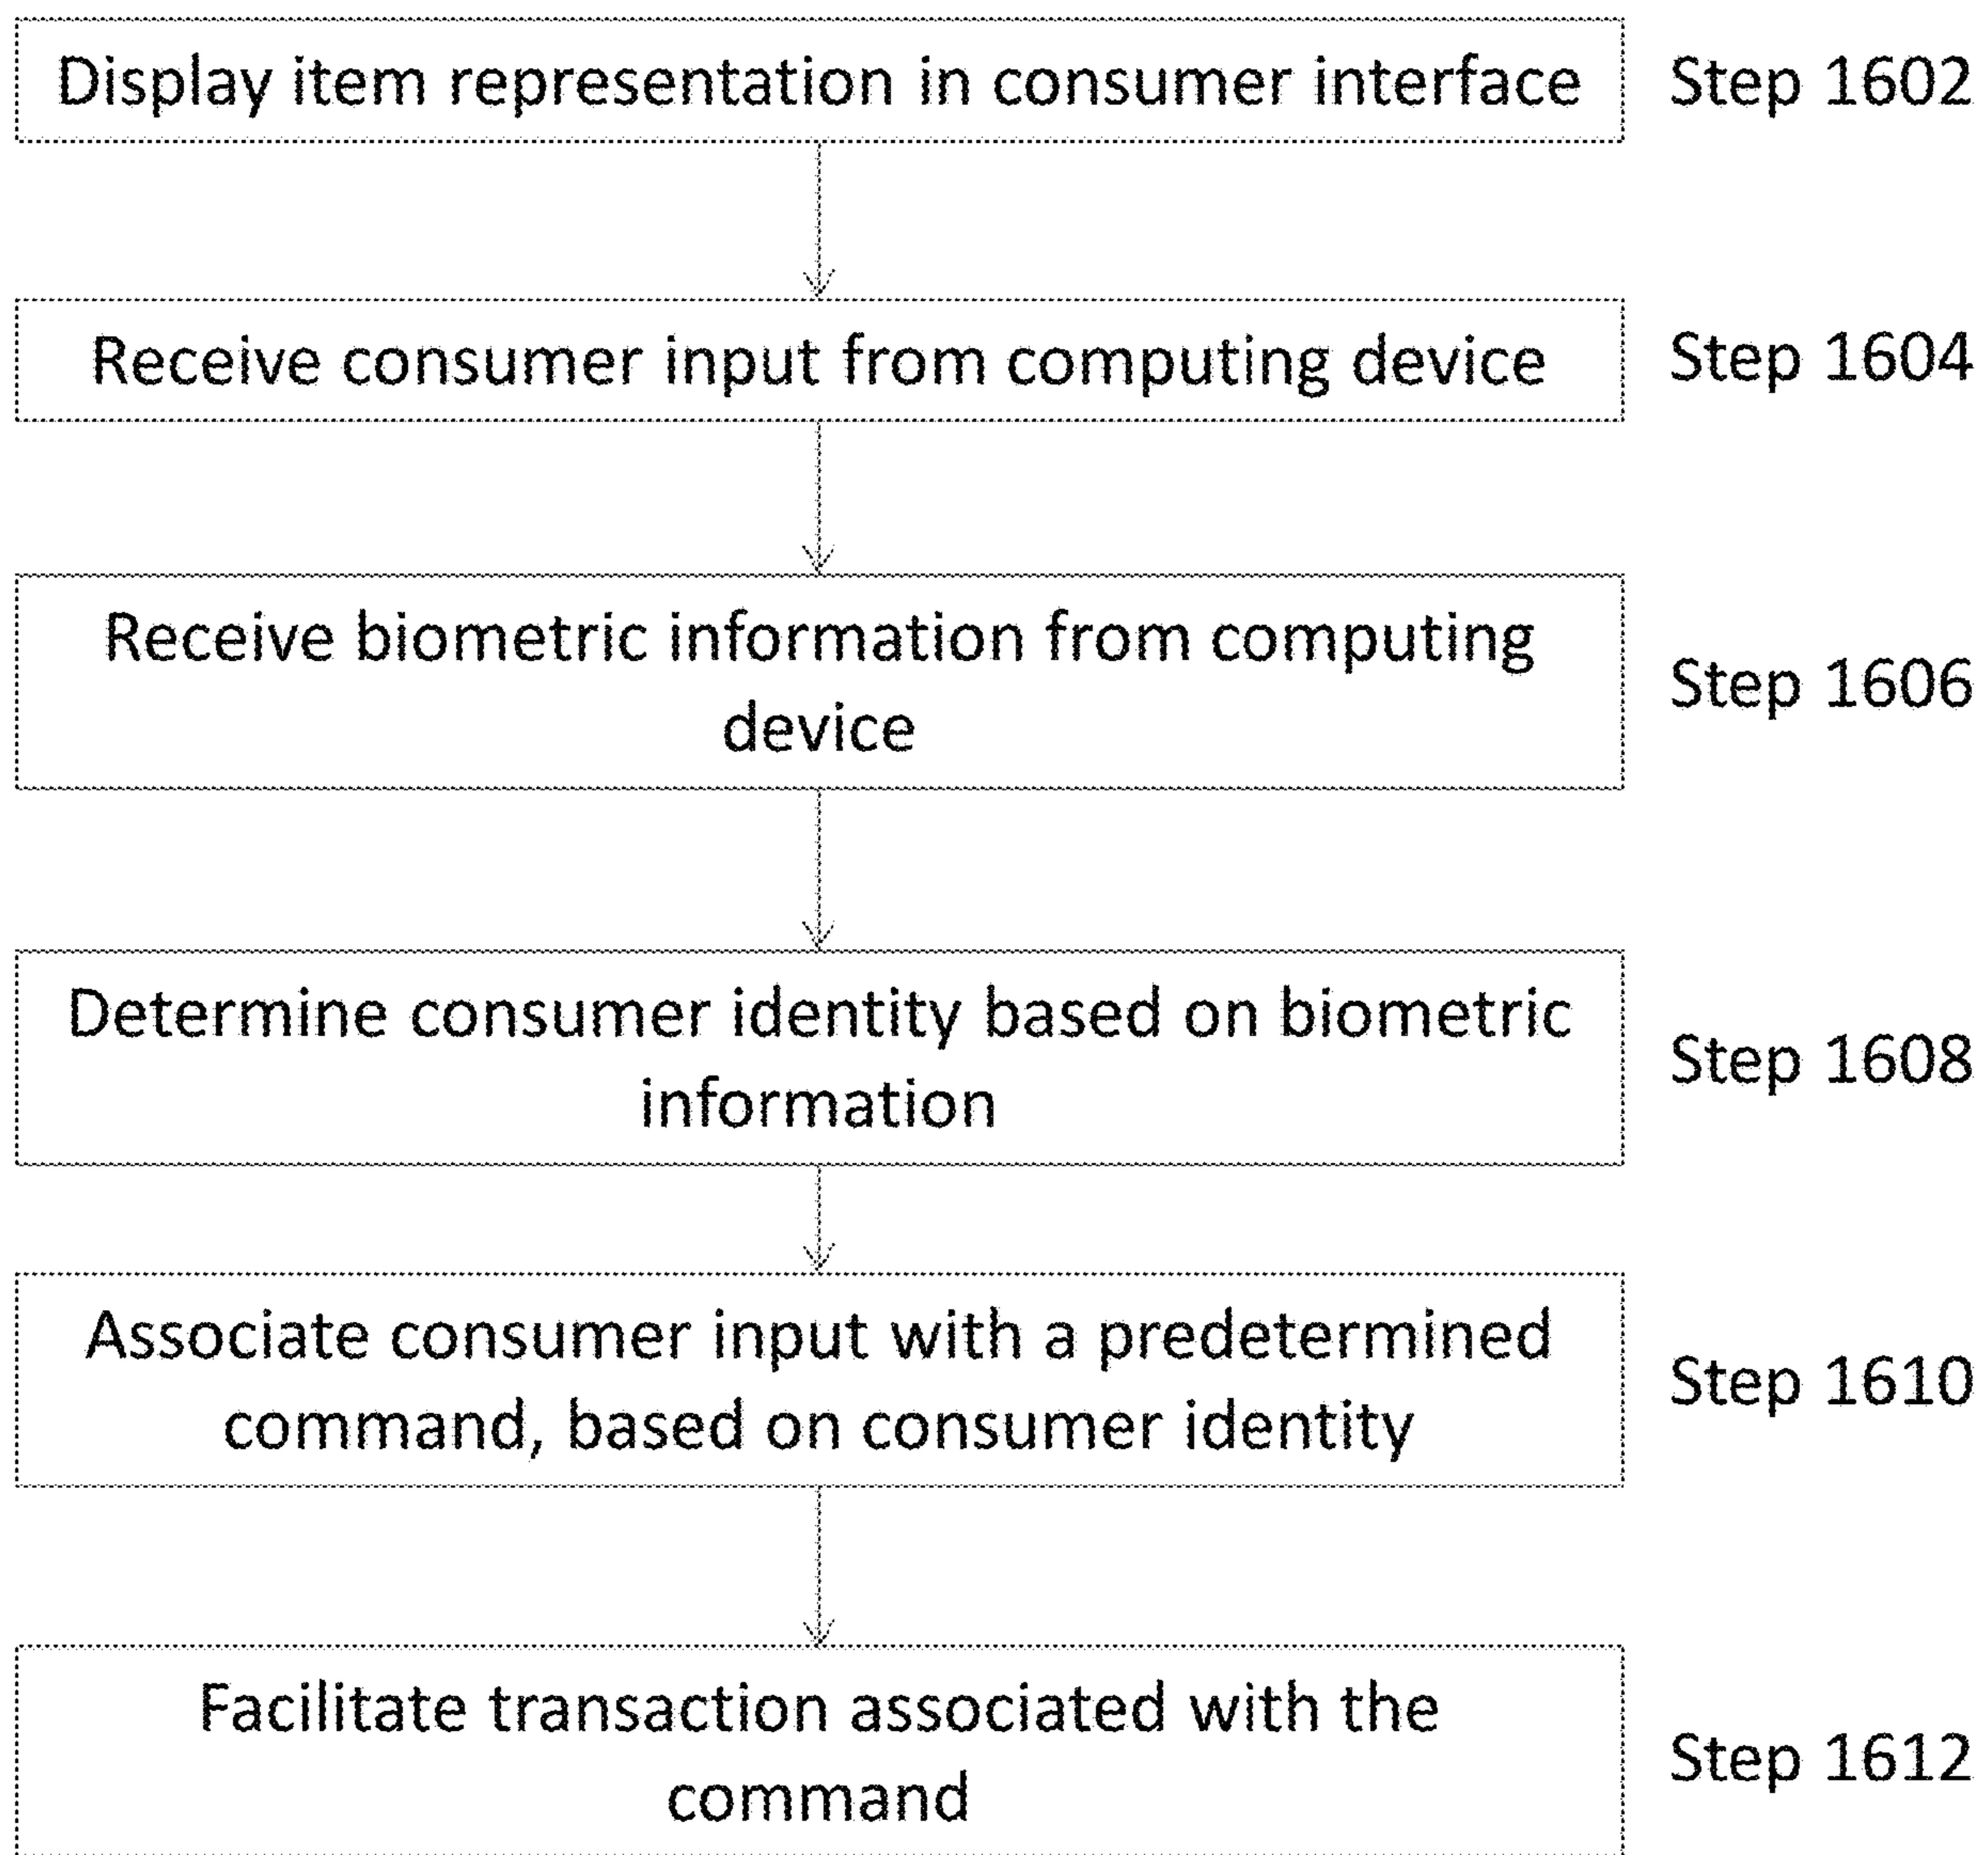 Display item representation in consumer interface
Step 1602
Receive consumer input from computing device
Step 1604
Receive biometric information from computing
device
Step 1606
Determine consumer identity based on biometric
information
Step 1608
Associate consumer input with a predetermined
command, based on consumer identity
Step 1610
Facilitate transaction associated with the
command
Step 1612